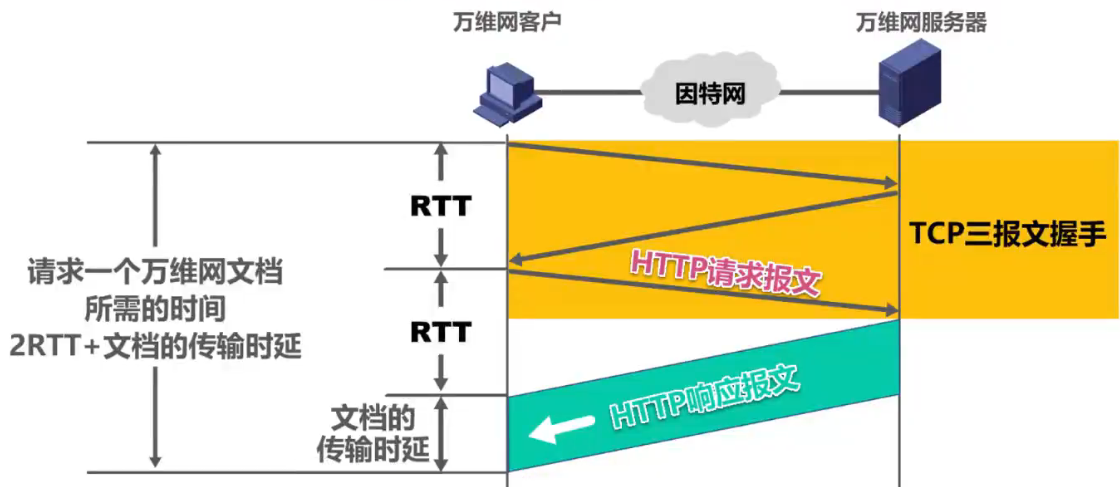 万维网客户
万维网服务器
因特网
RTT
TCP三报文握手
HTTP请求报文
请求一个万维网文档
所需的时间
2RTT+文档的传输时延
RTT
HTTP响应报文
文档的
传输时延